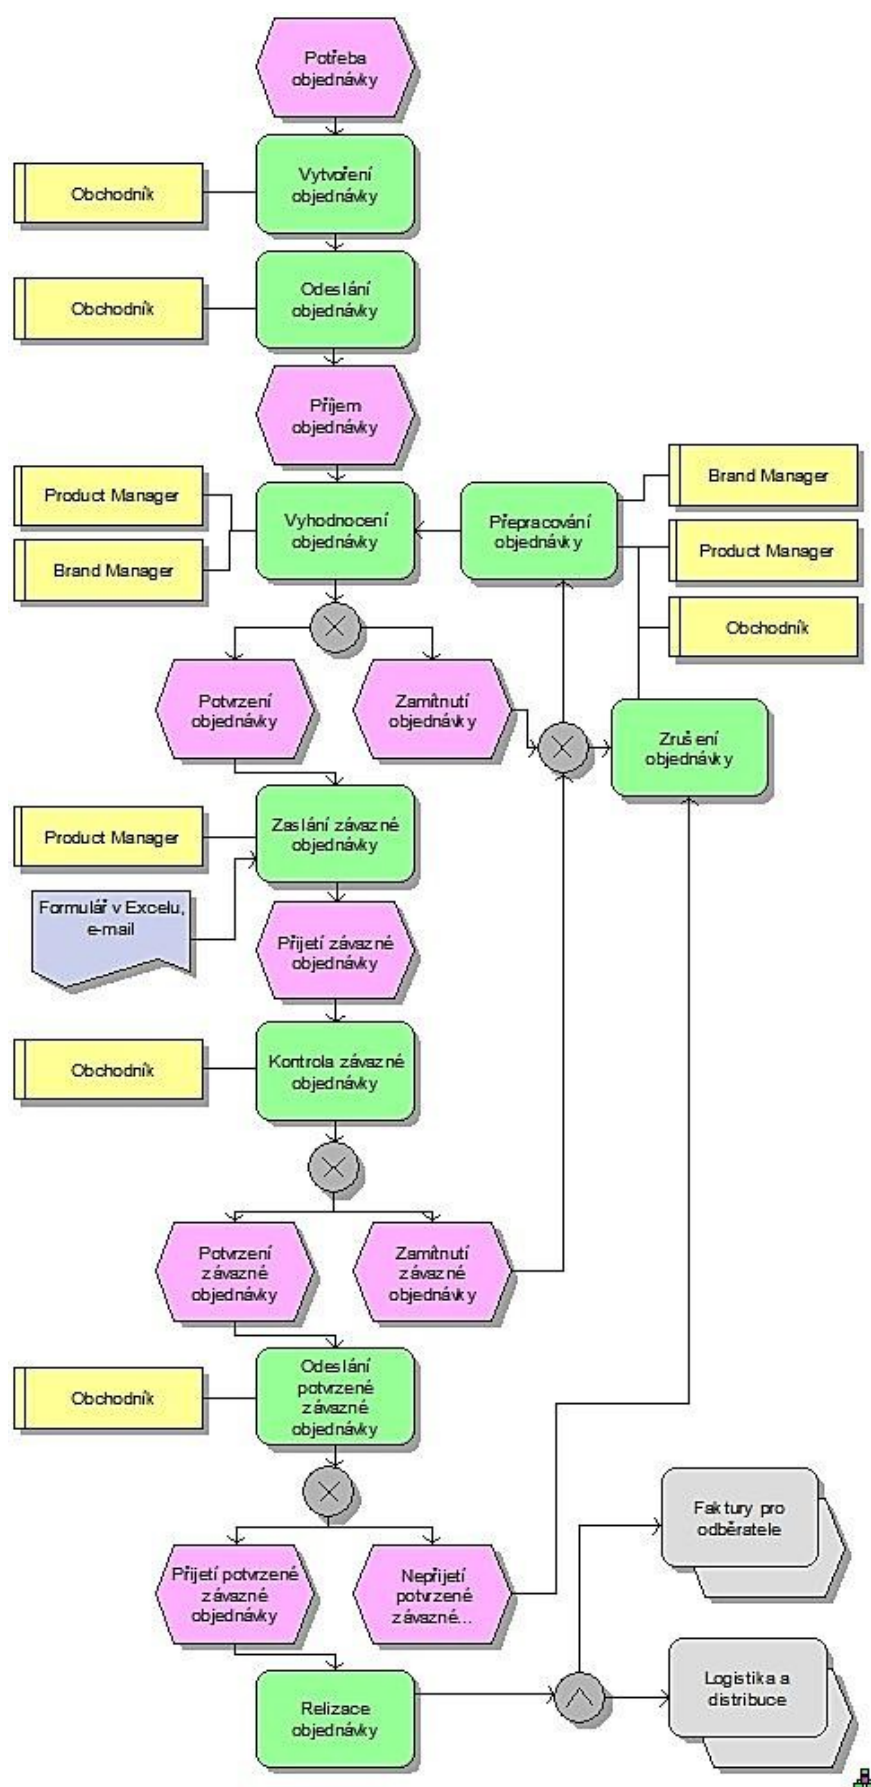 Potřeba
objednávky
Obchodník
Vytvoření
objednávky
Obchodník
Odeslání
objednávky
Příjem
objednávky
Product Manager
Brand Manager
Vyhodnocení
objednávky
Přepracování
objednávky
Brand Manager
Product Manager
Obchodník
Potvrzení
objednávky
Zamítnutí
objednávky
Zrušení
objednávky
Product Manager
Zaslání závazné
objednávky
Formulář v Excelu,
e-mail
Přijetí závazné
objednávky
Obchodník
Kontrola závazné
objednávky
Potvrzení
závazné
objednávky
Zamítnutí
závazné
objednávky
Obchodník
Odeslání
potvrzené
závazné
objednávky
Přijetí potvrzené
závazné
objednávky
Nepřijetí
potvrzené
závazné...
Faktury pro
odběratele
Relizace
objednávky
Logistika a
distribuce